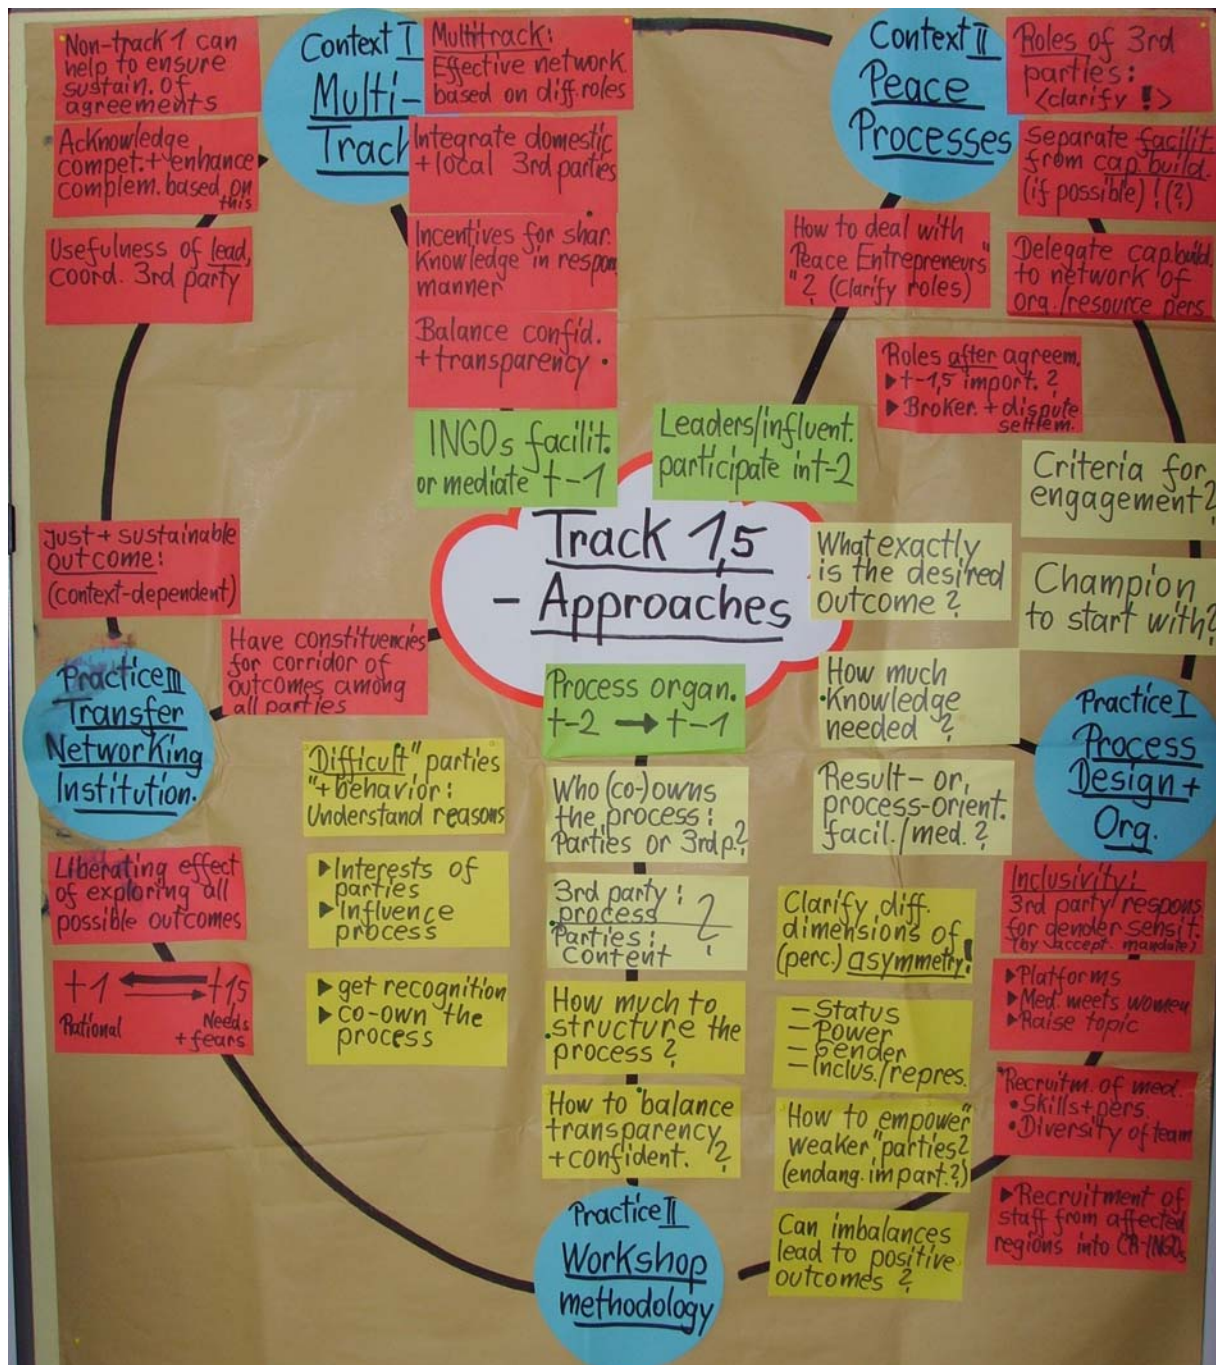 Non-track 1 can
help to ensure
sustain. of
agreements
Acknowledge
compet. + enhance
complem. based on
this
Usefulness of lead,
coord. 3rd party
Context I
Multi-
Track
Multitrack:
Effective network
based on diff. roles
Integrate domestic
+ local 3rd parties
Incentives for shar.
Knowledge in respon.
manner
Balance confid.
+ transparency
Context II
Peace
Processes
Roles of 3rd
parties:
<clarify !>
Separate facilit.
from cap. build.
(if possible)! (?)
How to deal with
"Peace Entrepreneurs"
? (Clarify roles)
Delegate cap. build.
to network of
org./resource pers.
Roles after agreem.
▶ t-1,5 import. ?
▶ Broker. + dispute
settlem.
INGOs facilit.
or mediate t-1
Leaders/influent.
participate in t-2
Track 1,5
- Approaches
Criteria for
engagement?
What exactly
is the desired
outcome ?
Champion
to start with?
Just + sustainable
outcome:
(context-dependent)
Have constituencies
for corridor of
outcomes among
all parties
Practice III
Transfer
Networking
Institution.
Process organ.
t-2 → t-1
How much
Knowledge
needed ?
Practice I
Process
Design +
Org.
"Difficult" parties
+ behavior:
Understand reasons
Who (co-)owns
the process:
Parties or 3rd p.?
Result- or
process-orient.
facil./med. ?
Liberating effect
of exploring all
possible outcomes
▶ Interests of
parties
▶ Influence
process
3rd party:
process
Parties:
Content
?
Clarify diff.
dimensions of
(perc.) asymmetry!
Inclusivity:
3rd party respons
for dender sensit.
(by accept. mandate)
t1 ⇄ t1,5
Rational Needs
+ fears
▶ get recognition
▶ co-own the
process
How much to
structure the
process ?
- Status
- Power
- Gender
- Inclus./repres.
▶ Platforms
▶ Med. meets women
▶ Raise topic
How to balance
transparency
+ confident. ?
How to empower
"weaker" parties?
(endang. impart.?)
Recruitm. of med.
• Skills + pers.
• Diversity of team
Practice II
Workshop
methodology
Can imbalances
lead to positive
outcomes ?
▶ Recruitment of
staff from affected
regions into CR-INGOs